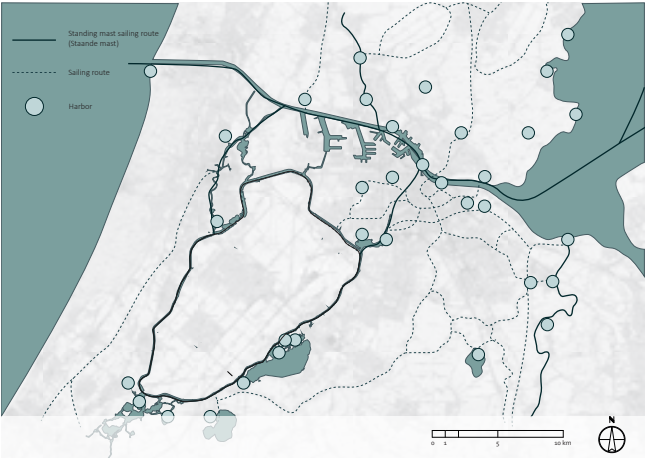 Standing mast sailing route
(Staande mast)
Sailing route
Harbor
N
0 1 5 10 km